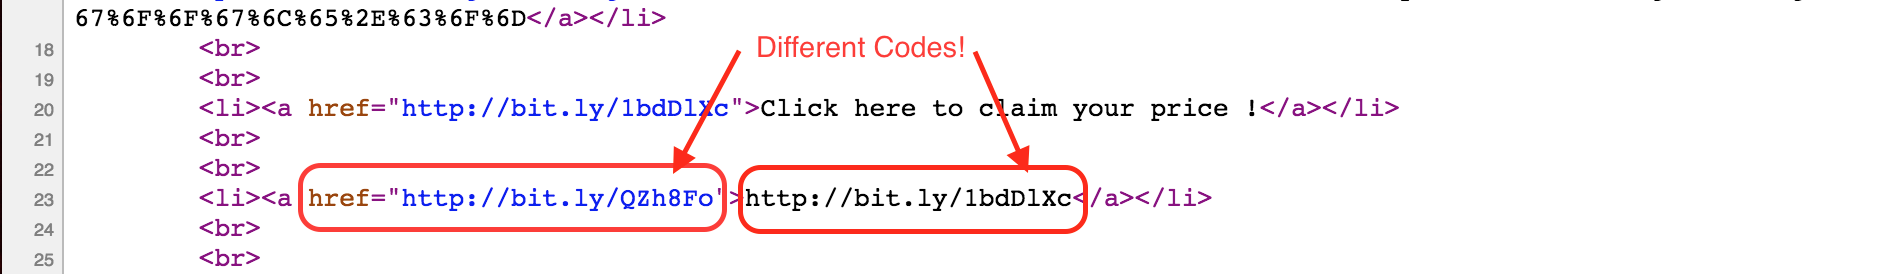 67%6F%6F%67%6C%65%2E%63%6F%6D</a></li>
18 <br>
Different Codes!
19 <br>
20 <li><a href="http://bit.ly/1bdDlXc">Click here to claim your price !</a></li>
21 <br>
22 <br>
23 <li><a href="http://bit.ly/QZh8Fo">http://bit.ly/1bdDlXc</a></li>
24 <br>
25 <br>